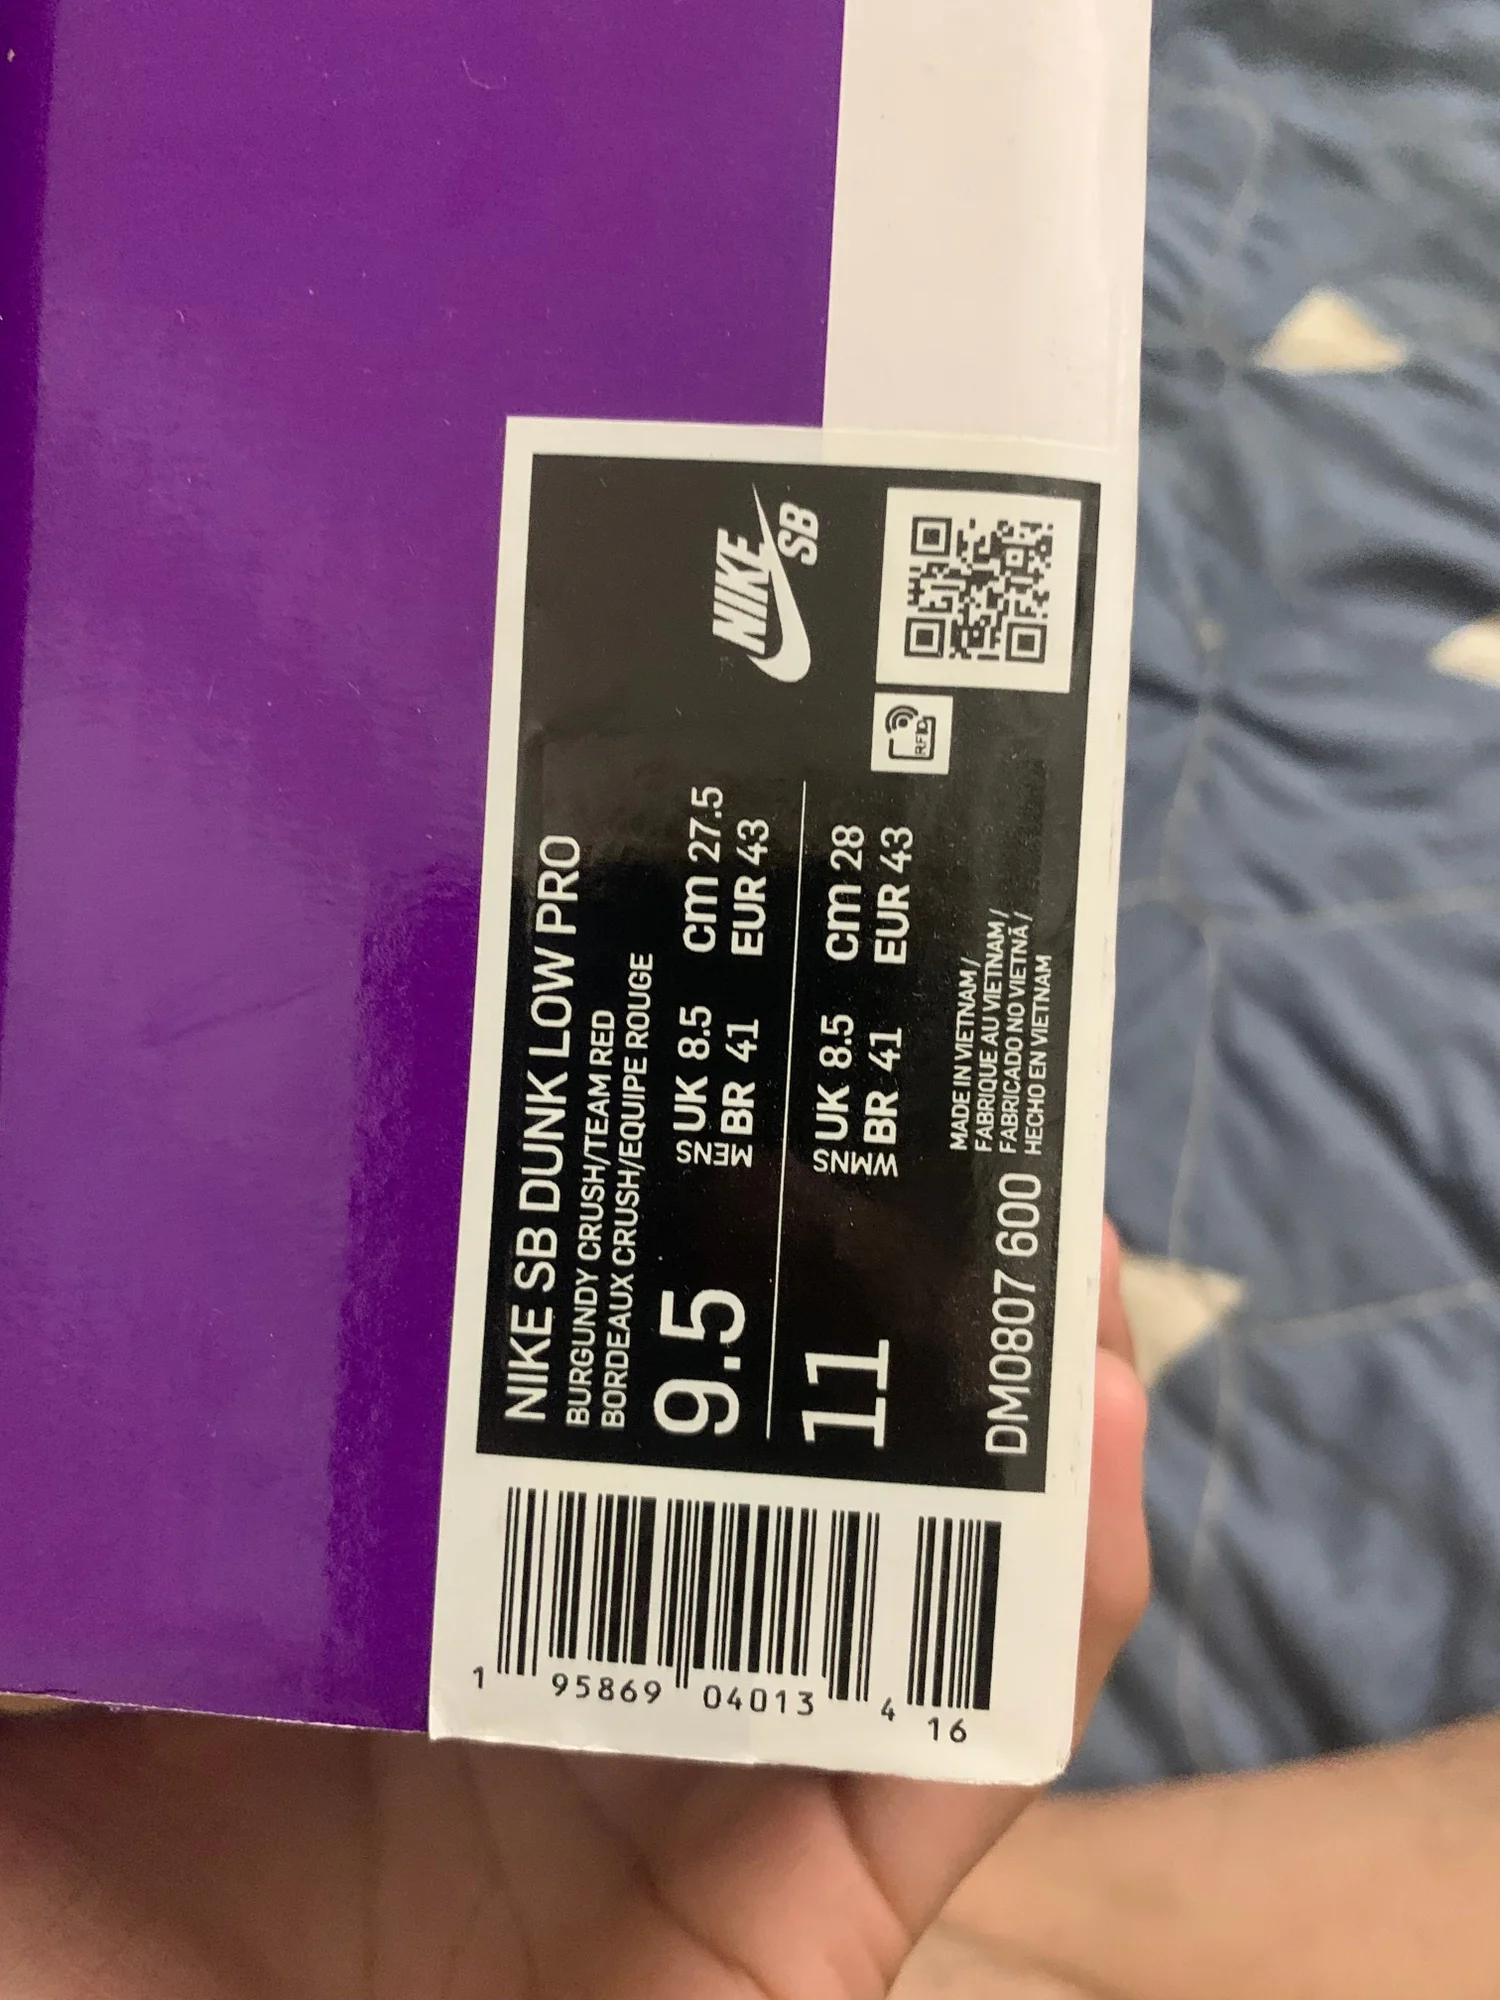 NIKE SB DUNK LOW PRO
BURGUNDY CRUSH/TEAM RED
BORDEAUX CRUSH/EQUIPE ROUGE
9.5 MENS UK 8.5 cm 27.5
BR 41 EUR 43
11 WMNS UK 8.5 cm 28
BR 41 EUR 43
NIKE
SB
RFID
DM0807 600
MADE IN VIETNAM /
FABRIQUE AU VIETNAM /
FABRICADO NO VIETNÃ /
HECHO EN VIETNAM
1 95869 04013 4 16